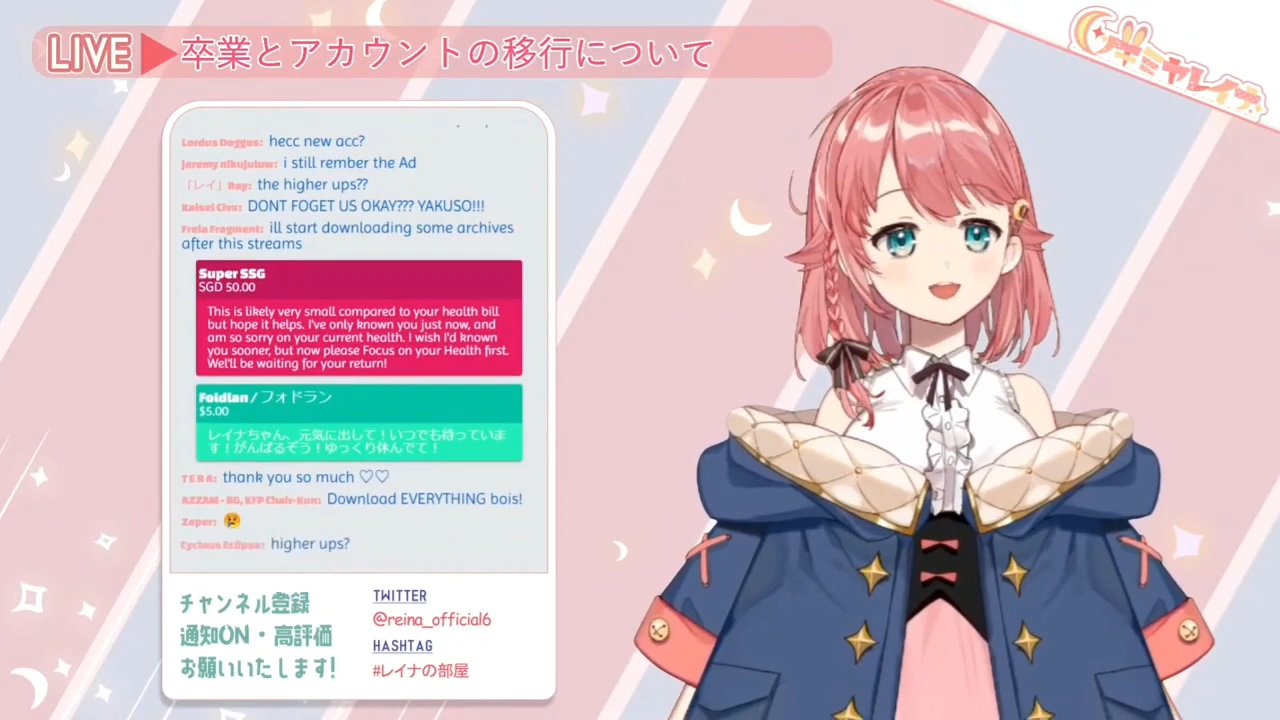 LIVE 卒業とアカウントの移行について
キミヤレイナ
Lordus Doggos: hecc new acc?
Jeremy nikujuluw: i still rember the Ad
「レイ」Ray: the higher ups??
Kaisei Civx: DONT FOGET US OKAY??? YAKUSO!!!
Freia Fragment: ill start downloading some archives
after this streams
Super SSG
SGD 50.00
This is likely very small compared to your health bill
but hope it helps. I've only known you just now, and
am so sorry on your current health. I wish I'd known
you sooner, but now please Focus on your Health first.
Wel'll be waiting for your return!
Foldlan / フォドラン
$5.00
レイナちゃん、元気に出して！いつでも待っていま
す！がんばるぞう！ゆっくり休んでて！
TERA: thank you so much ♡♡
AZZAM - BG, KFP Chair-Kun: Download EVERYTHING bois!
Zoper: 😠
Cyclous Eclipse: higher ups?
チャンネル登録
通知ON・高評価
お願いいたします!
TWITTER
@reina_official6
HASHTAG
#レイナの部屋